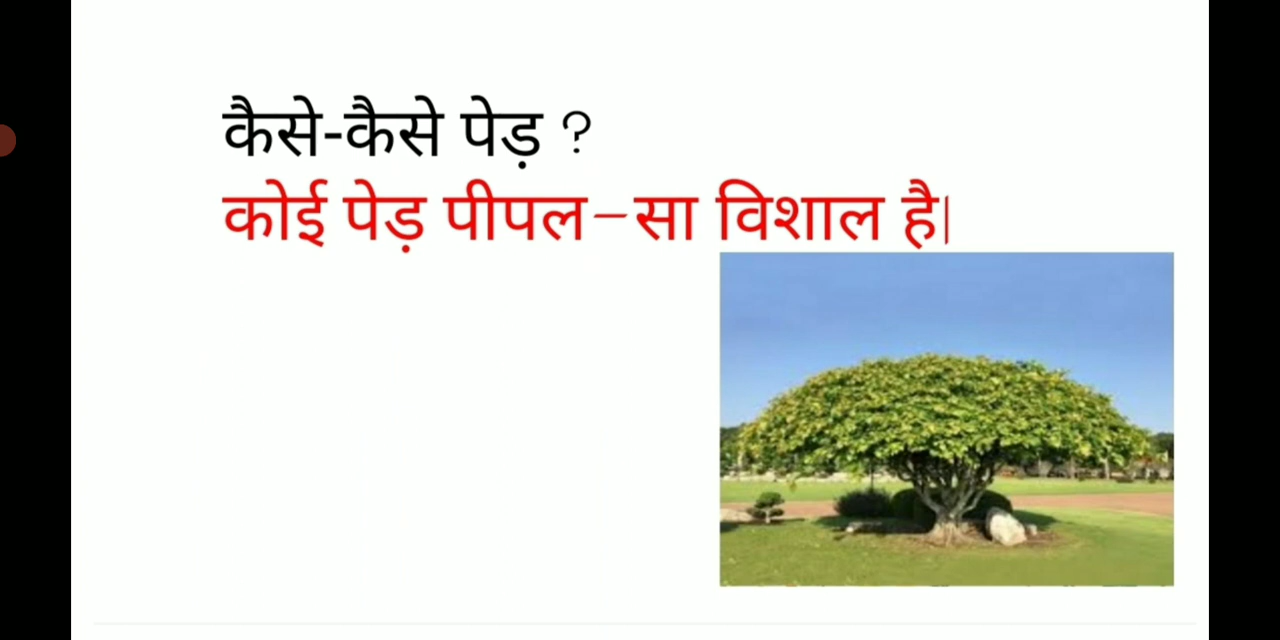 कैसे-कैसे पेड़ ?
कोई पेड़ पीपल–सा विशाल है|